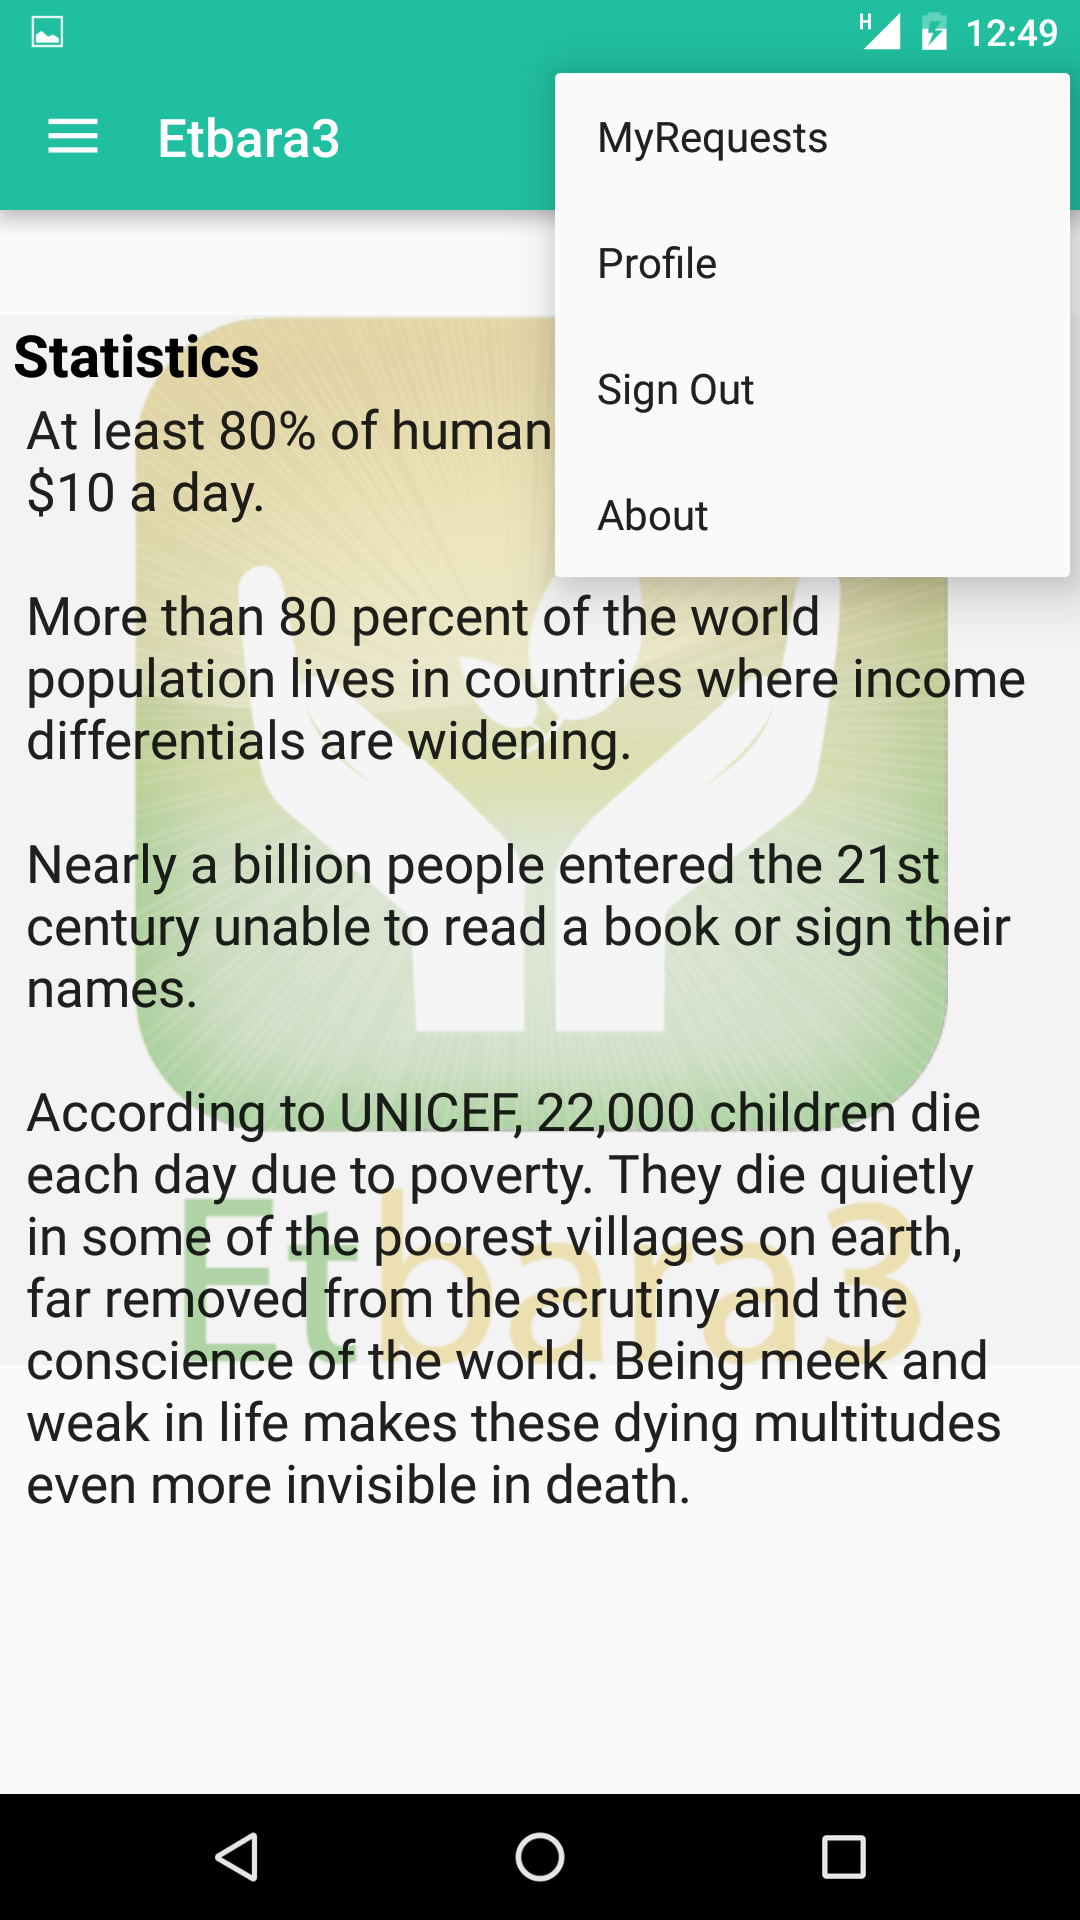 H 12:49
Etbara3
MyRequests
Profile
Sign Out
About
Statistics
At least 80% of human
$10 a day.
More than 80 percent of the world
population lives in countries where income
differentials are widening.
Nearly a billion people entered the 21st
century unable to read a book or sign their
names.
According to UNICEF, 22,000 children die
each day due to poverty. They die quietly
in some of the poorest villages on earth,
far removed from the scrutiny and the
conscience of the world. Being meek and
weak in life makes these dying multitudes
even more invisible in death.
Etbara3